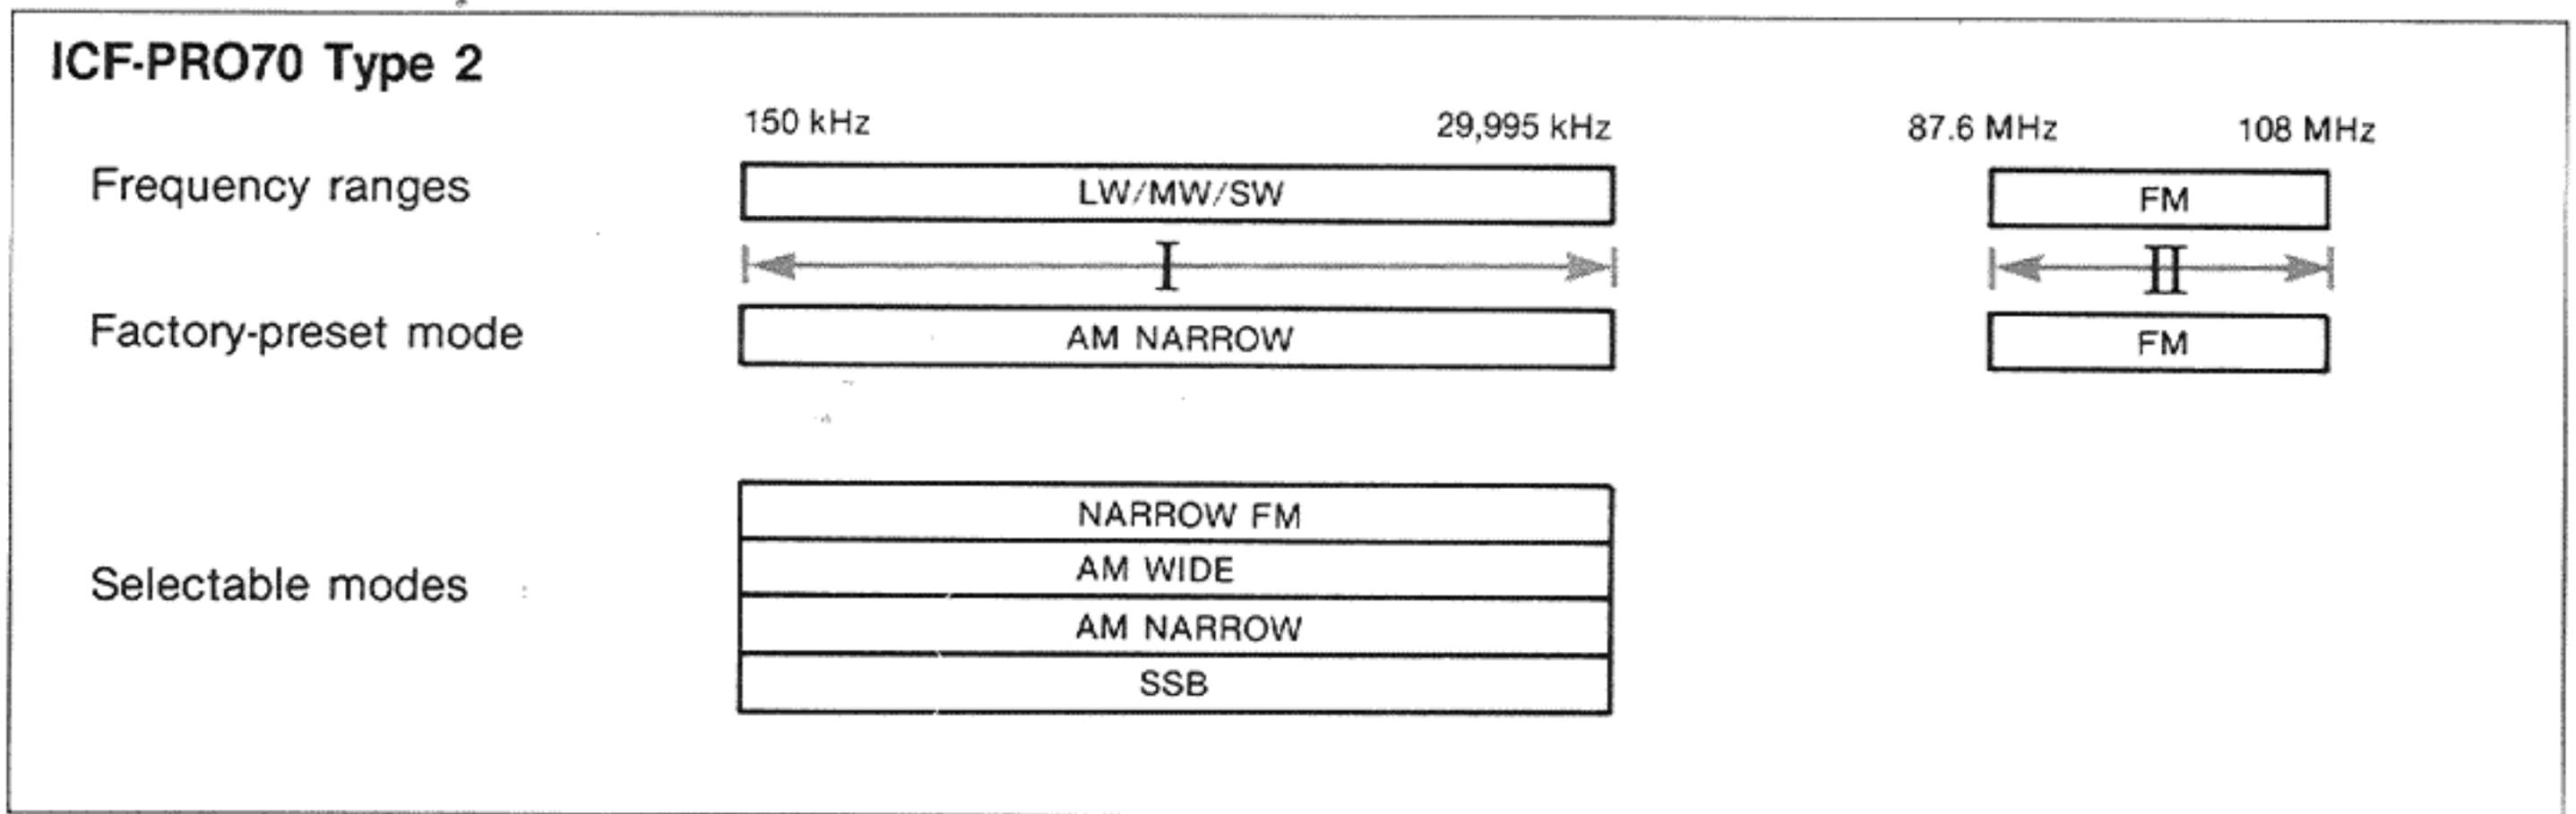 ICF-PRO70 Type 2
150 kHz 29,995 kHz 87.6 MHz 108 MHz
Frequency ranges LW/MW/SW FM
I II
Factory-preset mode AM NARROW FM
NARROW FM
AM WIDE
Selectable modes
AM NARROW
SSB